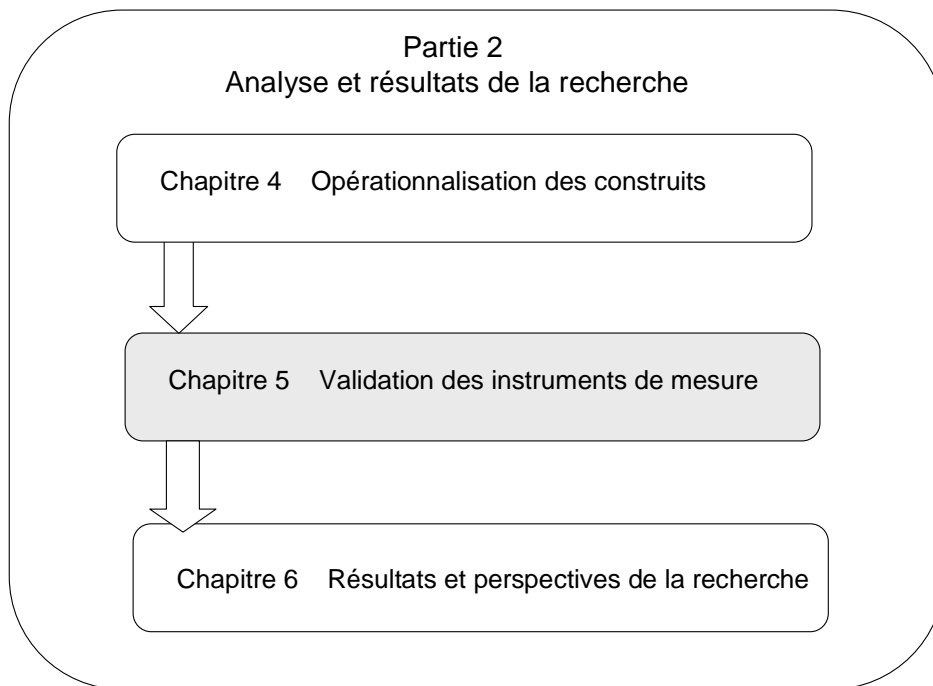 Partie 2
Analyse et résultats de la recherche
Chapitre 4 Opérationnalisation des construits
Chapitre 5 Validation des instruments de mesure
Chapitre 6 Résultats et perspectives de la recherche